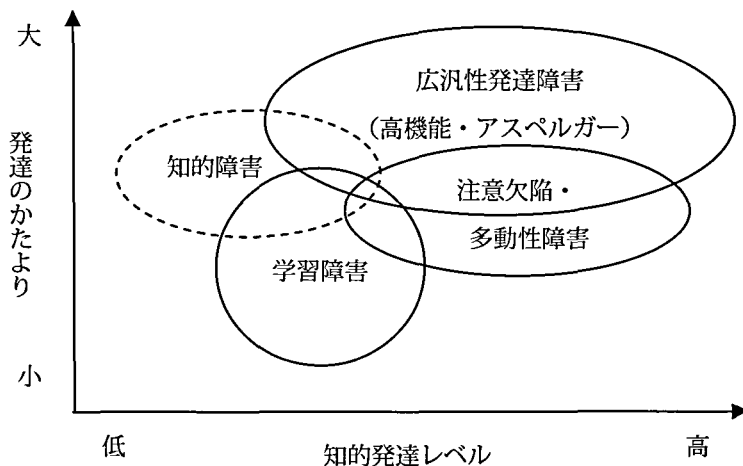 大
広汎性発達障害
（高機能・アスペルガー）
知的障害
注意欠陥・
多動性障害
発達のかたより
学習障害
小
低
知的発達レベル
高